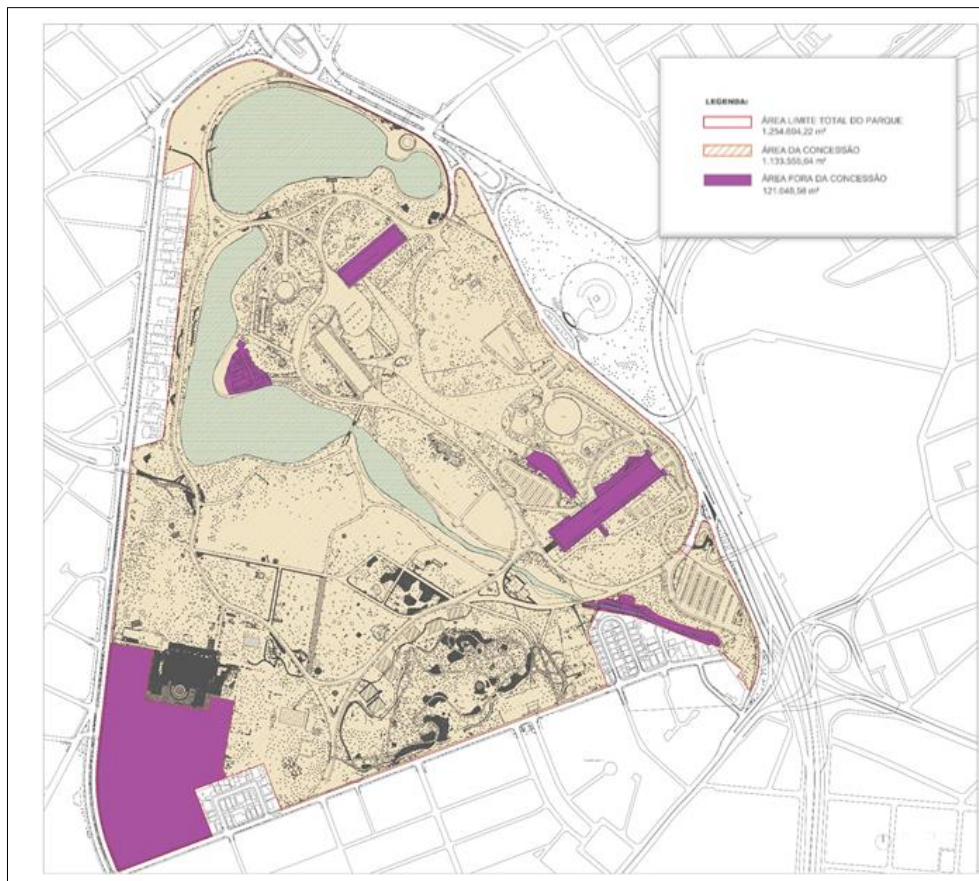 LEGENDA:
ÁREA LIMITE TOTAL DO PARQUE
1.254.604,22 m²
ÁREA DA CONCESSÃO
1.133.555,64 m²
ÁREA FORA DA CONCESSÃO
121.048,58 m²